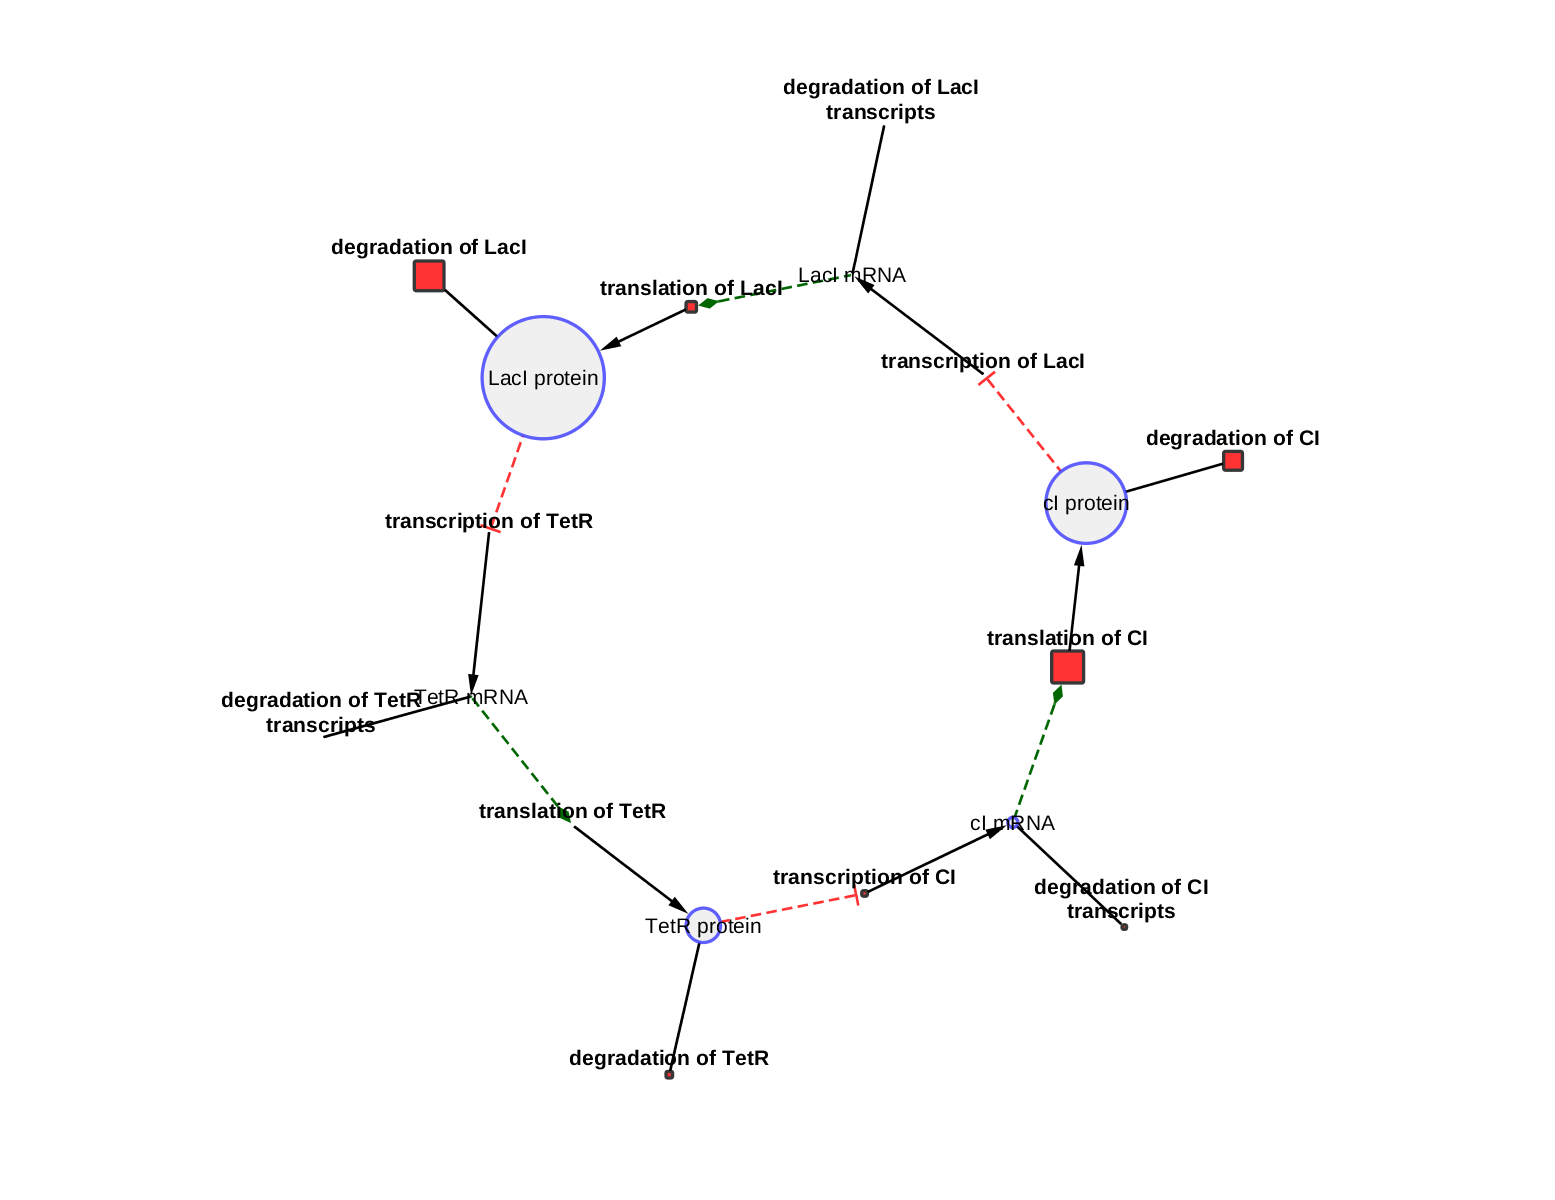 degradation of LacI
transcripts
degradation of LacI
LacI mRNA
translation of LacI
transcription of LacI
LacI protein
degradation of CI
cI protein
transcription of TetR
translation of CI
TetR mRNA
degradation of TetR
transcripts
translation of TetR
cI mRNA
transcription of CI
degradation of CI
transcripts
TetR protein
degradation of TetR